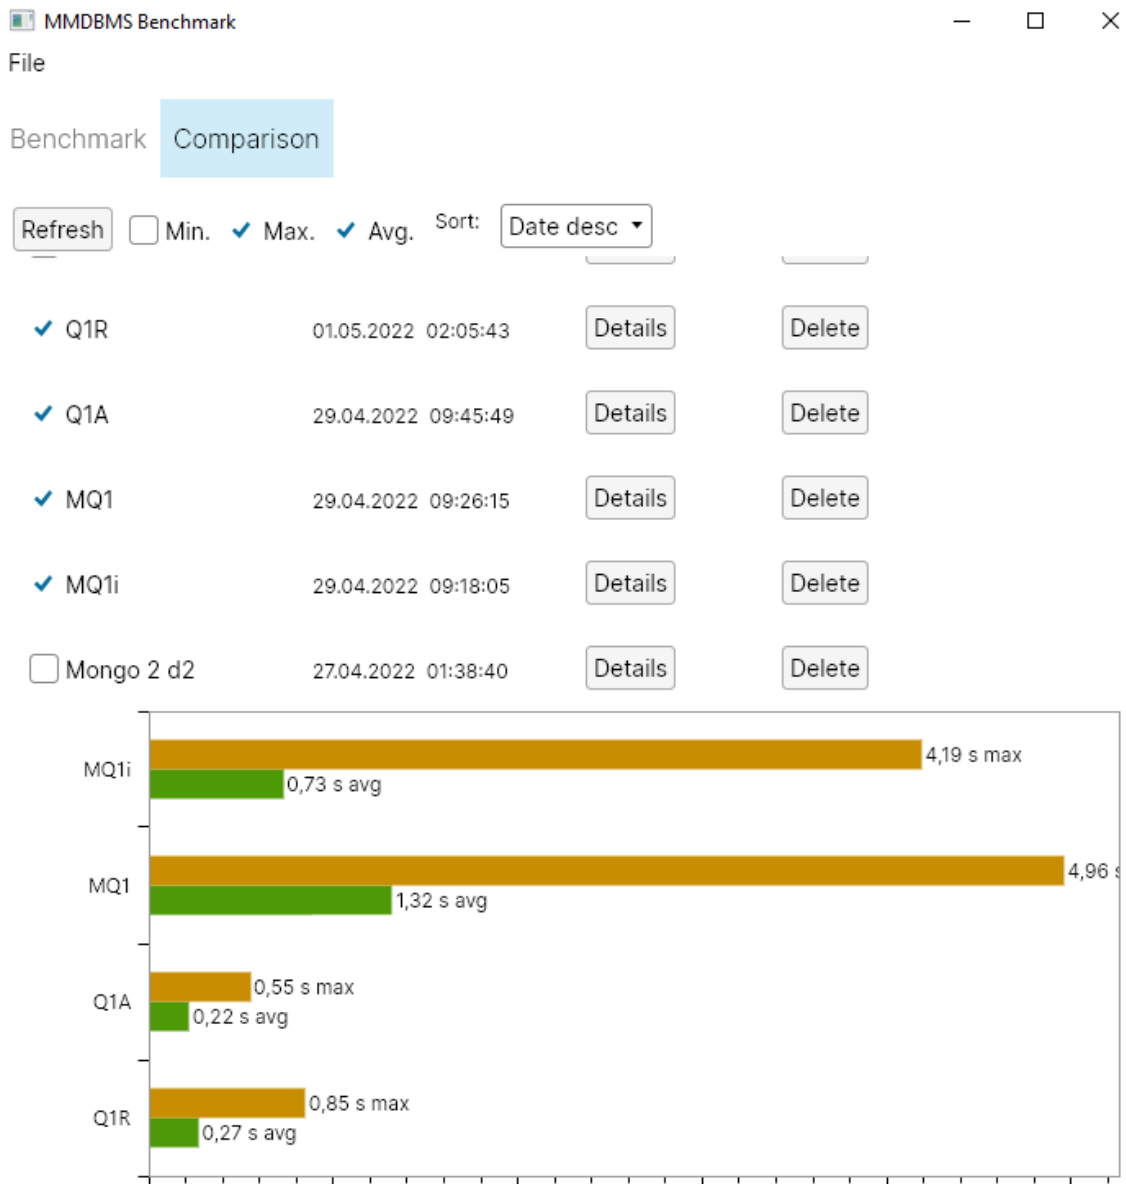 MMDBMS Benchmark
File
Benchmark Comparison
Refresh Min. Max. Avg. Sort: Date desc
Q1R 01.05.2022 02:05:43 Details Delete
Q1A 29.04.2022 09:45:49 Details Delete
MQ1 29.04.2022 09:26:15 Details Delete
MQ1i 29.04.2022 09:18:05 Details Delete
Mongo 2 d2 27.04.2022 01:38:40 Details Delete
4,19 s max
MQ1i
0,73 s avg
4,96 s
MQ1
1,32 s avg
0,55 s max
Q1A
0,22 s avg
0,85 s max
Q1R
0,27 s avg